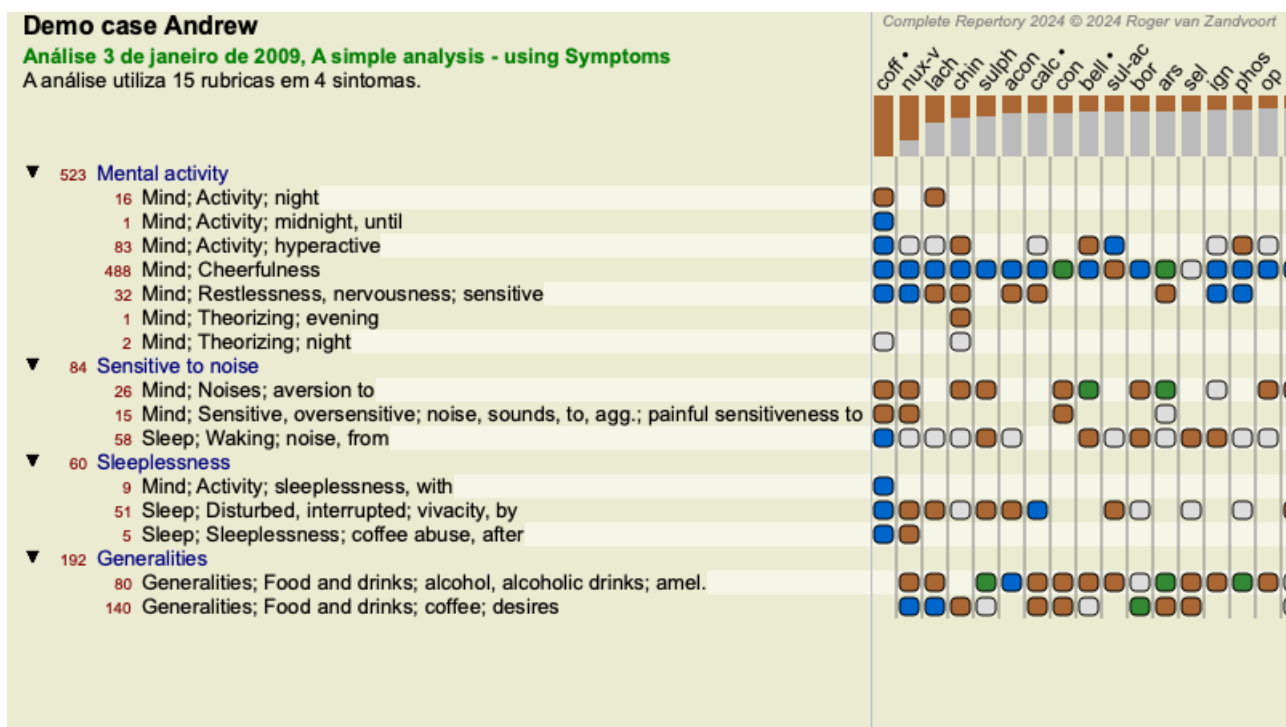 Demo case Andrew
Complete Repertory 2024 © 2024 Roger van Zandvoort
Análise 3 de janeiro de 2009, A simple analysis - using Symptoms
A análise utiliza 15 rubricas em 4 sintomas.
coff • nux-v lach chin sulph acon calc • con bell • sul-ac bor ars sel ign phos op
▼ 523 Mental activity
16 Mind; Activity; night
1 Mind; Activity; midnight, until
83 Mind; Activity; hyperactive
488 Mind; Cheerfulness
32 Mind; Restlessness, nervousness; sensitive
1 Mind; Theorizing; evening
2 Mind; Theorizing; night
▼ 84 Sensitive to noise
26 Mind; Noises; aversion to
15 Mind; Sensitive, oversensitive; noise, sounds, to, agg.; painful sensitiveness to
58 Sleep; Waking; noise, from
▼ 60 Sleeplessness
9 Mind; Activity; sleeplessness, with
51 Sleep; Disturbed, interrupted; vivacity, by
5 Sleep; Sleeplessness; coffee abuse, after
▼ 192 Generalities
80 Generalities; Food and drinks; alcohol, alcoholic drinks; amel.
140 Generalities; Food and drinks; coffee; desires